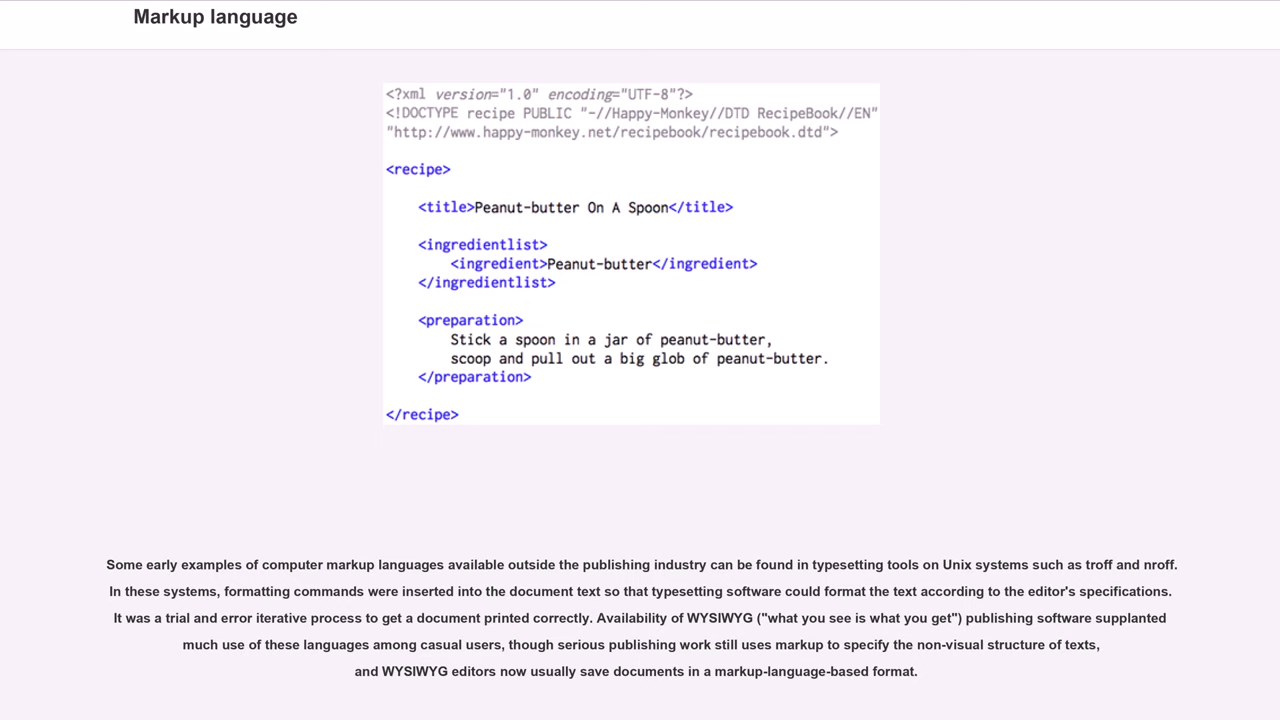 Markup language
<?xml version="1.0" encoding="UTF-8"?>
<!DOCTYPE recipe PUBLIC "-//Happy-Monkey//DTD RecipeBook//EN"
"http://www.happy-monkey.net/recipebook/recipebook.dtd">
<recipe>
<title>Peanut-butter On A Spoon</title>
<ingredientlist>
<ingredient>Peanut-butter</ingredient>
</ingredientlist>
<preparation>
Stick a spoon in a jar of peanut-butter,
scoop and pull out a big glob of peanut-butter.
</preparation>
</recipe>
Some early examples of computer markup languages available outside the publishing industry can be found in typesetting tools on Unix systems such as troff and nroff.
In these systems, formatting commands were inserted into the document text so that typesetting software could format the text according to the editor's specifications.
It was a trial and error iterative process to get a document printed correctly. Availability of WYSIWYG ("what you see is what you get") publishing software supplanted
much use of these languages among casual users, though serious publishing work still uses markup to specify the non-visual structure of texts,
and WYSIWYG editors now usually save documents in a markup-language-based format.